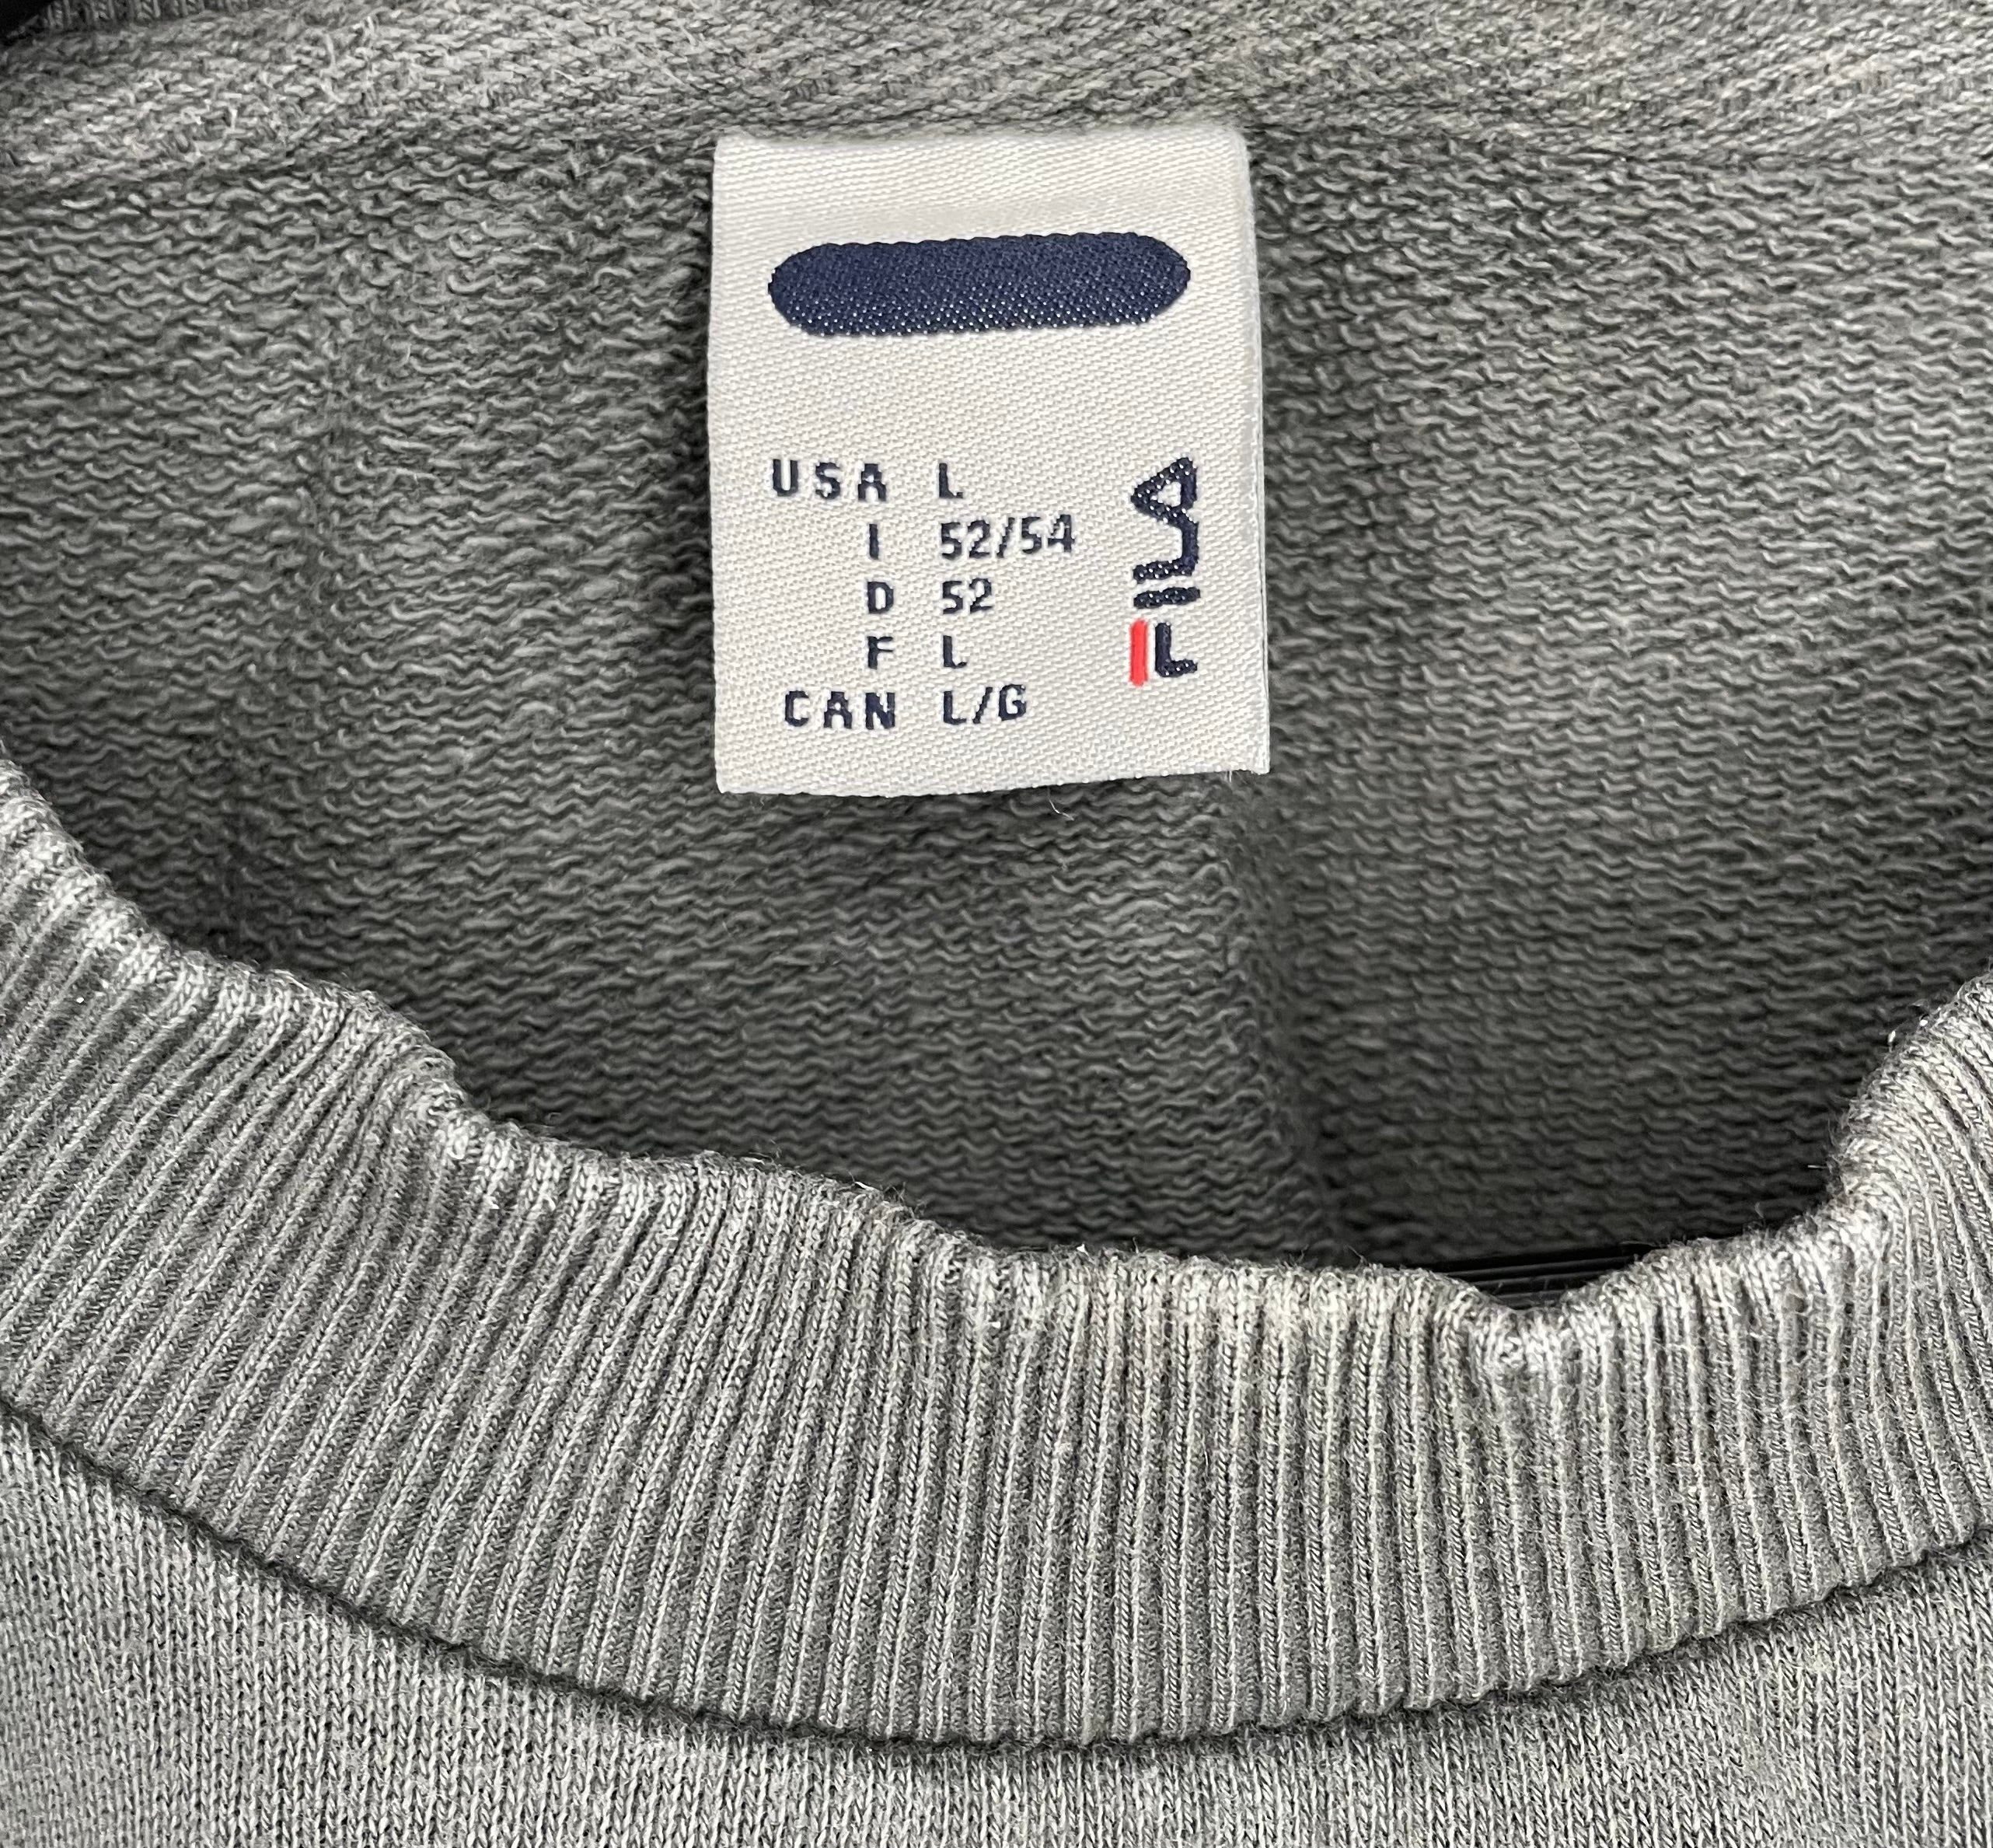 USA L
I 52/54
D 52
F L
CAN L/G
FILA